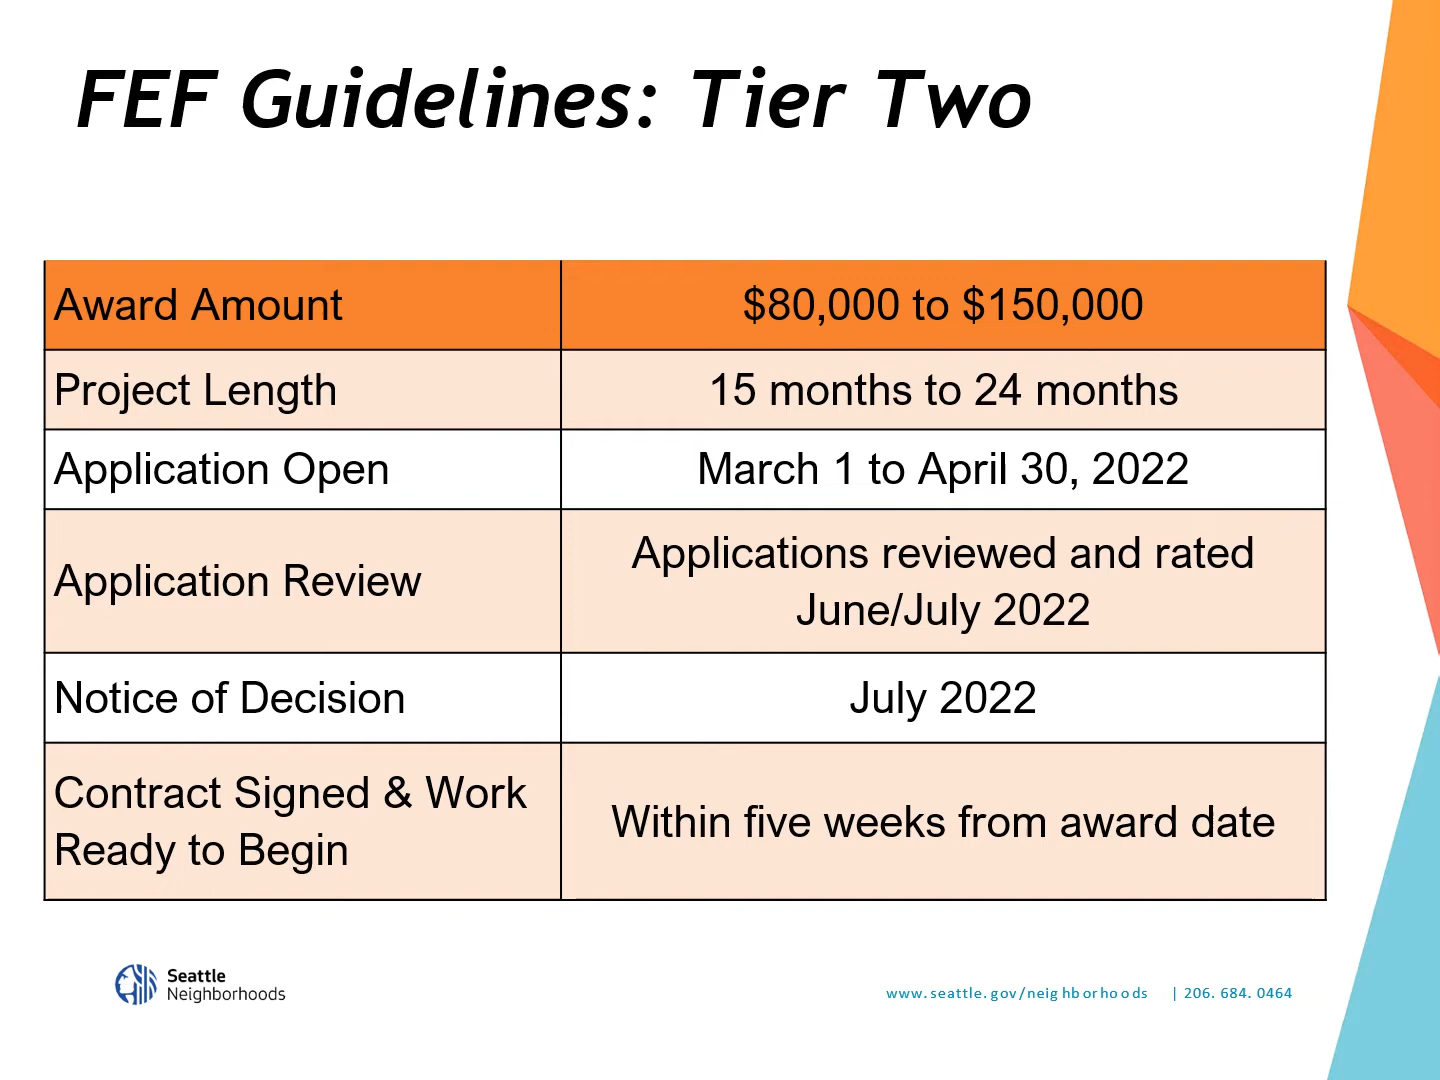 FEF Guidelines: Tier Two
Award Amount
$80,000 to $150,000
Project Length
15 months to 24 months
Application Open
March 1 to April 30, 2022
Application Review
Applications reviewed and rated
June/July 2022
Notice of Decision
July 2022
Contract Signed & Work
Ready to Begin
Within five weeks from award date
Seattle
Neighborhoods
www.seattle.gov/neighborhoods | 206. 684. 0464